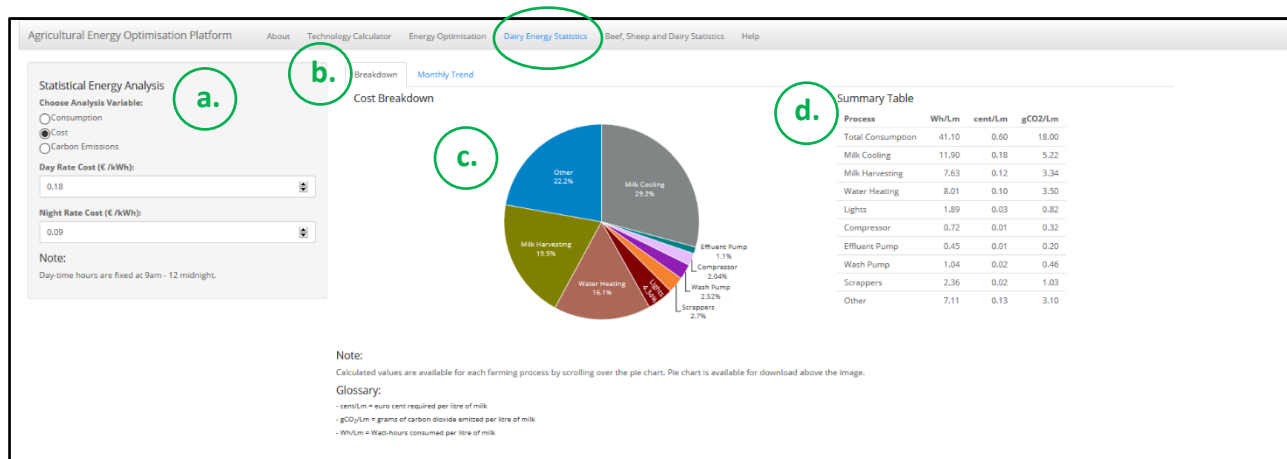 Agricultural Energy Optimisation Platform About Technology Calculator Energy Optimisation Dairy Energy Statistics Beef, Sheep and Dairy Statistics Help
Statistical Energy Analysis
a.
Choose Analysis Variable:
Consumption
Cost
Carbon Emissions
Day Rate Cost (€ /kWh):
0.18
Night Rate Cost (€ /kWh):
0.09
Note:
Day-time hours are fixed at 9am - 12 midnight.
b.
Breakdown Monthly Trend
Cost Breakdown
c.
Other
22.2%
Milk Cooling
29.2%
Milk Harvesting
19.9%
Water Heating
16.1%
Lights
4.34%
Effluent Pump
1.1%
Compressor
2.04%
Wash Pump
2.52%
Scrappers
2.7%
d.
Summary Table
Process Wh/Lm cent/Lm gCO2/Lm
Total Consumption 41.10 0.60 18.00
Milk Cooling 11.90 0.18 5.22
Milk Harvesting 7.63 0.12 3.34
Water Heating 8.01 0.10 3.50
Lights 1.89 0.03 0.82
Compressor 0.72 0.01 0.32
Effluent Pump 0.45 0.01 0.20
Wash Pump 1.04 0.02 0.46
Scrappers 2.36 0.02 1.03
Other 7.11 0.13 3.10
Note:
Calculated values are available for each farming process by scrolling over the pie chart. Pie chart is available for download above the image.
Glossary:
- cent/Lm = euro cent required per litre of milk
- gCO₂/Lm = grams of carbon dioxide emitted per litre of milk
- Wh/Lm = Watt-hours consumed per litre of milk